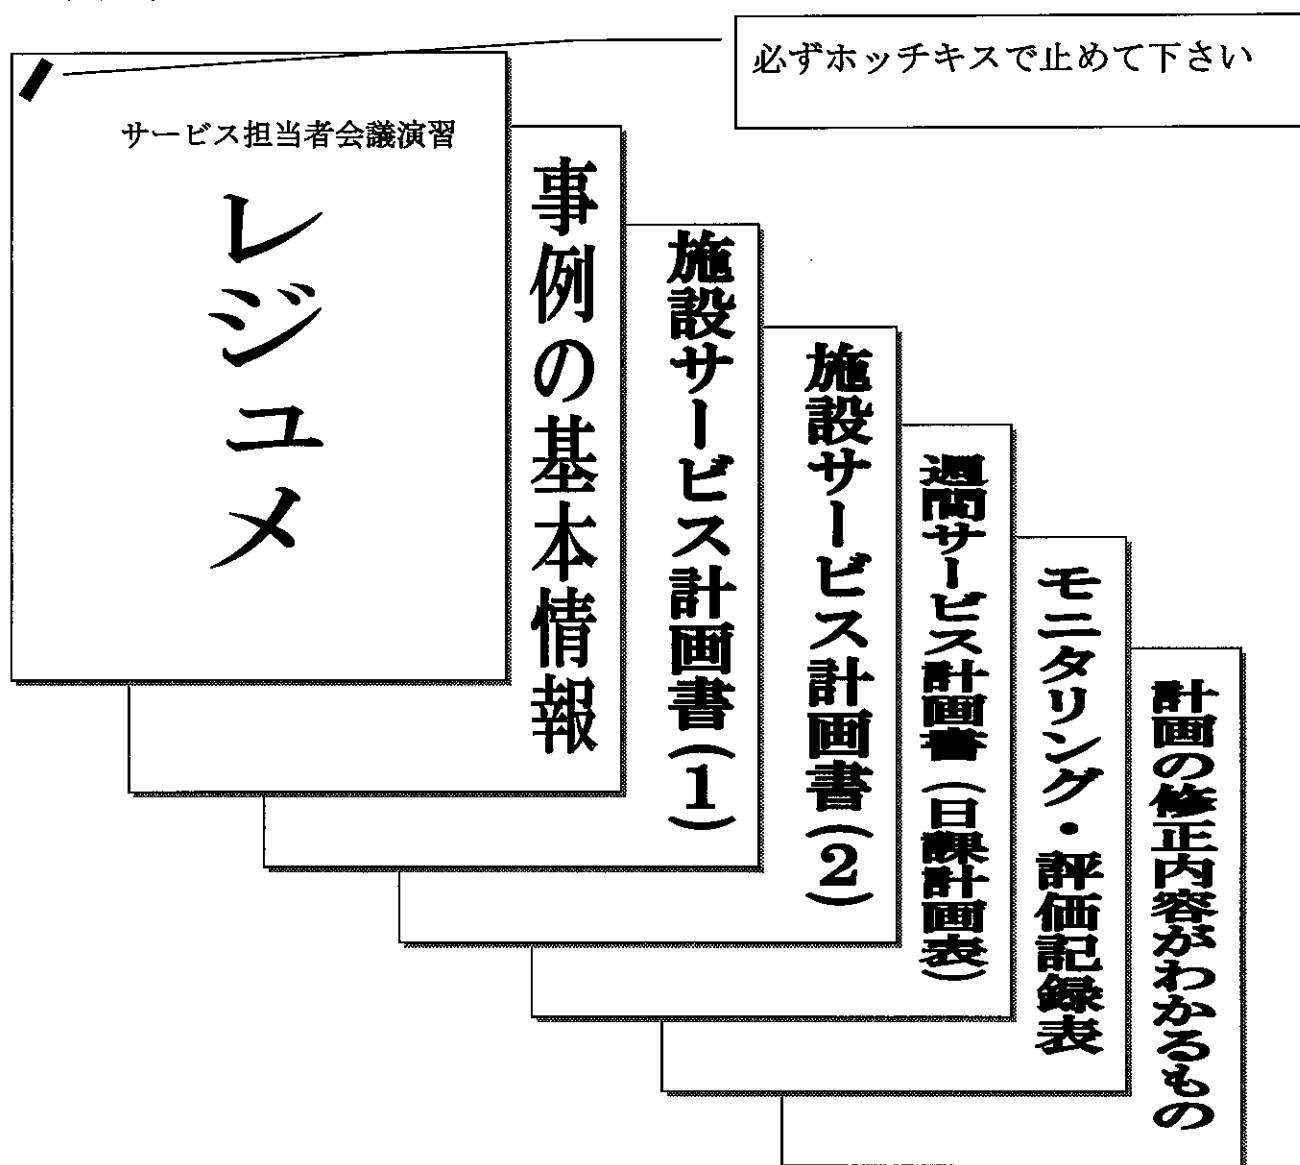 必ずホッチキスで止めて下さい
サービス担当者会議演習
レジュメ
事例の基本情報
施設サービス計画書(1)
施設サービス計画書(2)
週間サービス計画書(日課計画表)
モニタリング・評価記録表
計画の修正内容がわかるもの